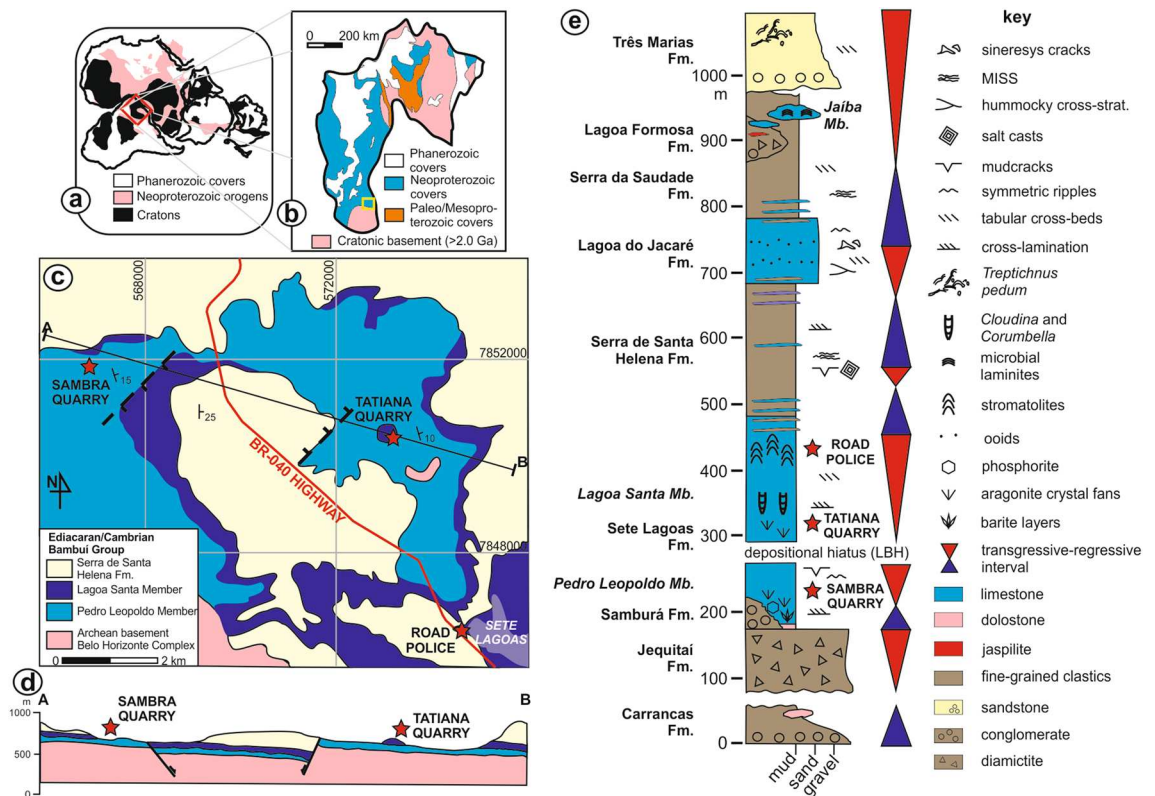 a
Phanerozoic covers
Neoproterozoic orogens
Cratons
b
0 200 km
Phanerozoic
covers
Neoproterozoic
covers
Paleo/Mesopro-
terozoic covers
Cratonic basement (>2.0 Ga)
c
568000
572000
7852000
7848000
A
SAMBRA
QUARRY
15
25
TATIANA
QUARRY
10
B
BR-040 HIGHWAY
N
Ediacaran/Cambrian
Bambuí Group
Serra de Santa
Helena Fm.
Lagoa Santa Member
Pedro Leopoldo Member
Archean basement
Belo Horizonte Complex
0 2 km
ROAD
POLICE
SETE
LAGOAS
d
A
m
1000
500
0
SAMBRA
QUARRY
TATIANA
QUARRY
B
e
Três Marias
Fm.
1000
m
Jaíba
Mb.
Lagoa Formosa
Fm.
900
Serra da Saudade
Fm.
800
Lagoa do Jacaré
Fm.
700
600
Serra de Santa
Helena Fm.
500
ROAD
POLICE
400
Lagoa Santa Mb.
Sete Lagoas
Fm.
TATIANA
QUARRY
300
depositional hiatus (LBH)
Pedro Leopoldo Mb.
SAMBRA
QUARRY
Samburá Fm.
200
Jequitaí
Fm.
100
Carrancas
Fm.
0
mud
sand
gravel
key
sineresys cracks
MISS
hummocky cross-strat.
salt casts
mudcracks
symmetric ripples
tabular cross-beds
cross-lamination
Treptichnus
pedum
Cloudina and
Corumbella
microbial
laminites
stromatolites
ooids
phosphorite
aragonite crystal fans
barite layers
transgressive-regressive
interval
limestone
dolostone
jaspilite
fine-grained clastics
sandstone
conglomerate
diamictite